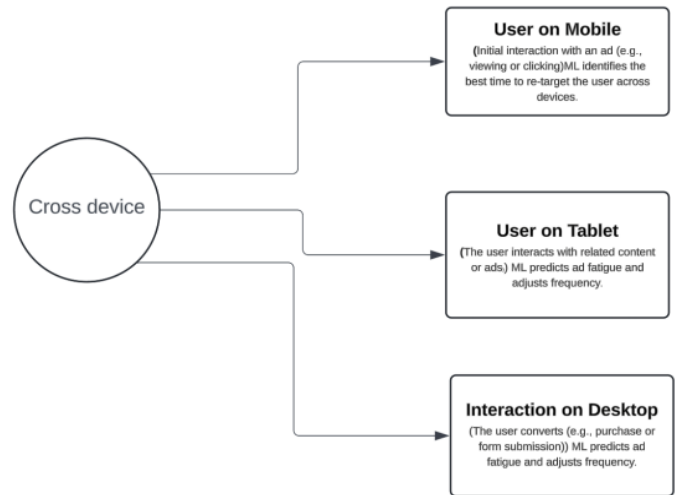 User on Mobile
(Initial interaction with an ad (e.g.,
viewing or clicking)ML identifies the
best time to re-target the user across
devices.
Cross device
User on Tablet
(The user interacts with related content
or ads.) ML predicts ad fatigue and
adjusts frequency.
Interaction on Desktop
(The user converts (e.g., purchase or
form submission)) ML predicts ad
fatigue and adjusts frequency.